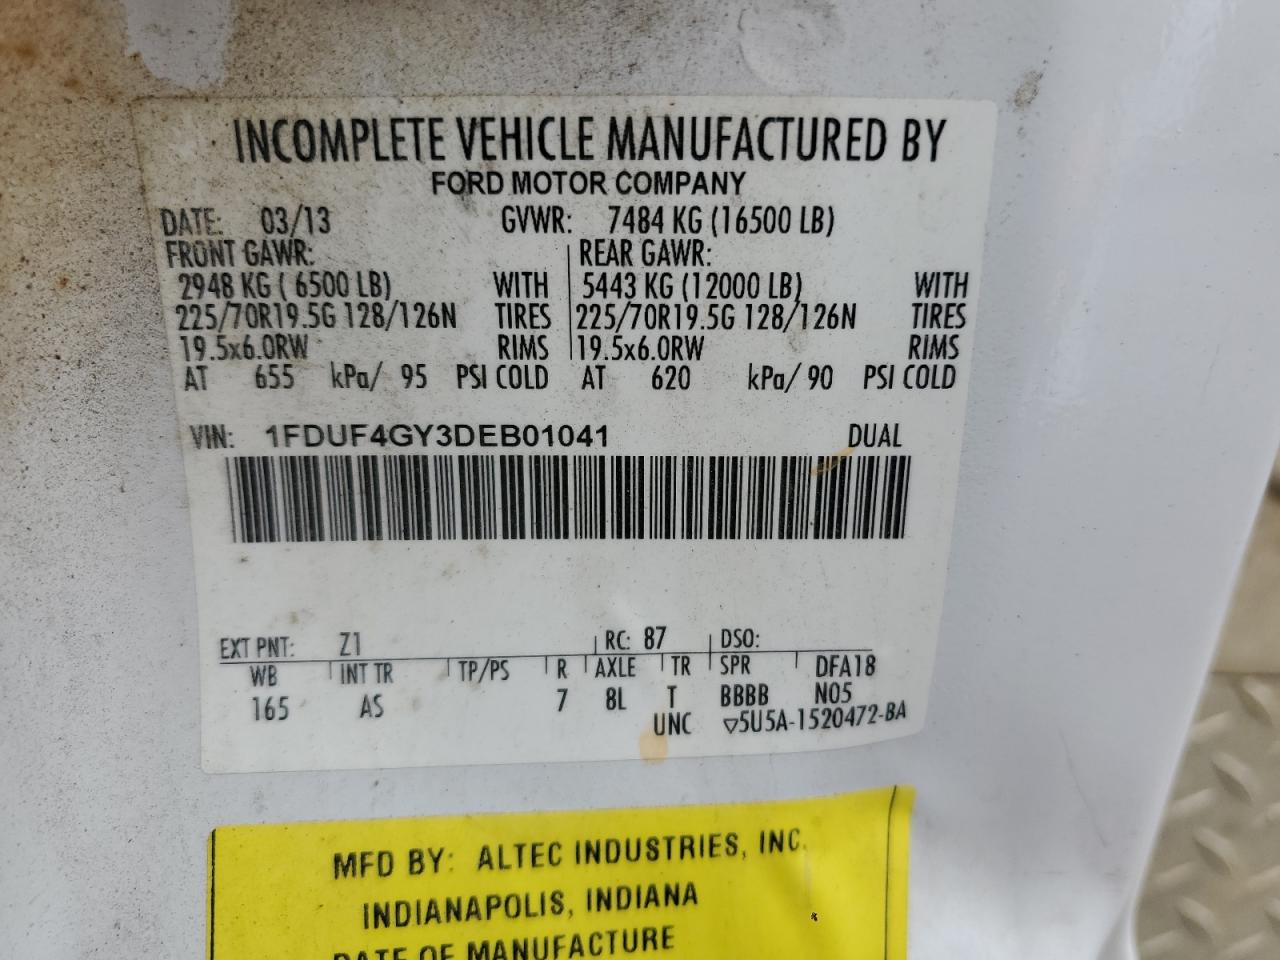 INCOMPLETE VEHICLE MANUFACTURED BY
FORD MOTOR COMPANY
DATE: 03/13 GVWR: 7484 KG (16500 LB)
FRONT GAWR: REAR GAWR:
2948 KG ( 6500 LB) WITH 5443 KG (12000 LB) WITH
225/70R19.5G 128/126N TIRES 225/70R19.5G 128/126N TIRES
19.5x6.0RW RIMS 19.5x6.0RW RIMS
AT 655 kPa/ 95 PSI COLD AT 620 kPa/ 90 PSI COLD
VIN: 1FDUF4GY3DEB01041 DUAL
EXT PNT: Z1 RC: 87 DSO:
WB INT TR TP/PS R AXLE TR SPR DFA18
165 AS 7 8L T BBBB N05
UNC ▽5U5A-1520472-BA
MFD BY: ALTEC INDUSTRIES, INC.
INDIANAPOLIS, INDIANA
DATE OF MANUFACTURE